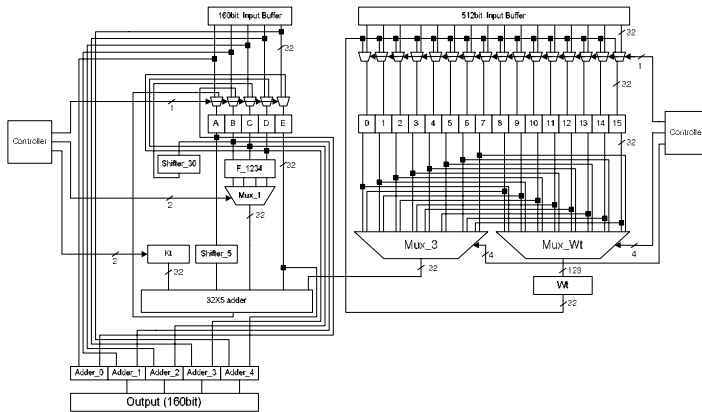 160bit Input Buffer
512bit Input Buffer
32
32
1
32
1
A B C D E
0 1 2 3 4 5 6 7 8 9 10 11 12 13 14 15
Controller
Controller
32
32
Shifter_30
F_1234
2
Mux_1
32
Mux_3
Mux_Wt
4
4
2
Kt
Shifter_5
32
32
128
Wt
32X5 adder
32
Adder_0 Adder_1 Adder_2 Adder_3 Adder_4
Output (160bit)